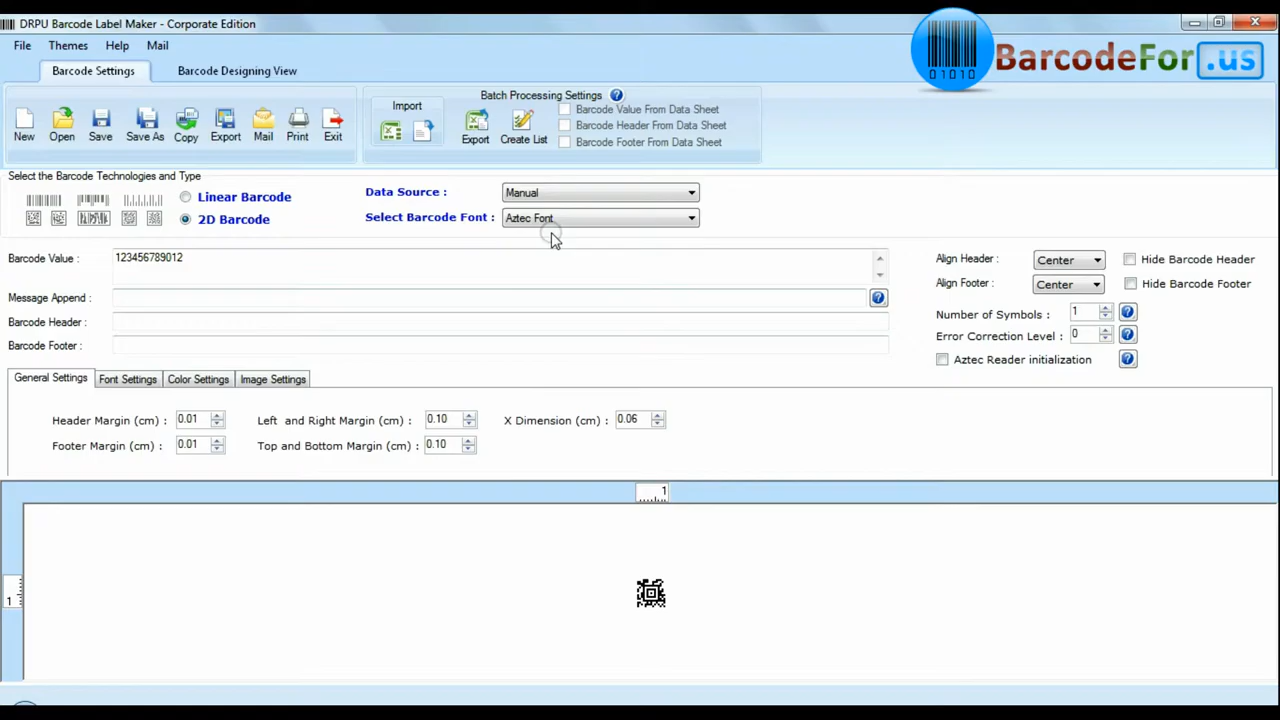 DRPU Barcode Label Maker - Corporate Edition
File Themes Help Mail
BarcodeFor.us
01010
Barcode Settings Barcode Designing View
New Open Save Save As Copy Export Mail Print Exit
Import
Batch Processing Settings
Export Create List
Barcode Value From Data Sheet
Barcode Header From Data Sheet
Barcode Footer From Data Sheet
Select the Barcode Technologies and Type
Linear Barcode
2D Barcode
Data Source : Manual
Select Barcode Font : Aztec Font
Barcode Value : 123456789012
Message Append :
Barcode Header :
Barcode Footer :
Align Header : Center Hide Barcode Header
Align Footer : Center Hide Barcode Footer
Number of Symbols : 1
Error Correction Level : 0
Aztec Reader initialization
General Settings Font Settings Color Settings Image Settings
Header Margin (cm) : 0.01 Left and Right Margin (cm) : 0.10 X Dimension (cm) : 0.06
Footer Margin (cm) : 0.01 Top and Bottom Margin (cm) : 0.10
1
1